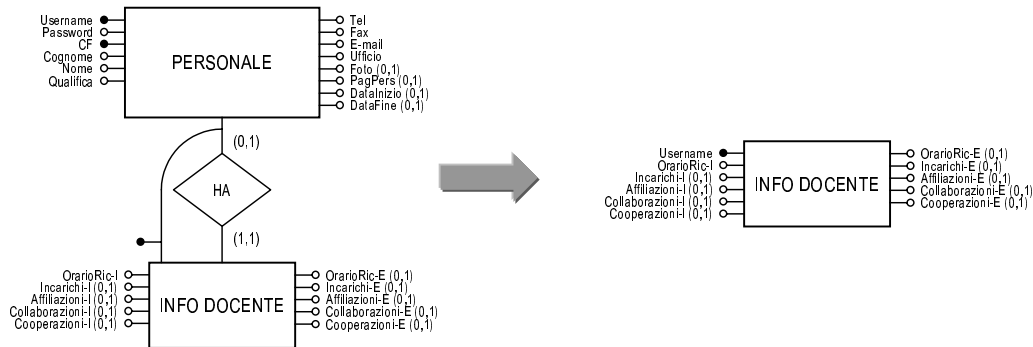 Username
Password
CF
Cognome
Nome
Qualifica
PERSONALE
Tel
Fax
E-mail
Ufficio
Foto (0,1)
PagPers (0,1)
DataInizio (0,1)
DataFine (0,1)
(0,1)
HA
(1,1)
OrarioRic-I
Incarichi-I (0,1)
Affiliazioni-I (0,1)
Collaborazioni-I (0,1)
Cooperazioni-I (0,1)
INFO DOCENTE
OrarioRic-E (0,1)
Incarichi-E (0,1)
Affiliazioni-E (0,1)
Collaborazioni-E (0,1)
Cooperazioni-E (0,1)
Username
OrarioRic-I
Incarichi-I (0,1)
Affiliazioni-I (0,1)
Collaborazioni-I (0,1)
Cooperazioni-I (0,1)
INFO DOCENTE
OrarioRic-E (0,1)
Incarichi-E (0,1)
Affiliazioni-E (0,1)
Collaborazioni-E (0,1)
Cooperazioni-E (0,1)